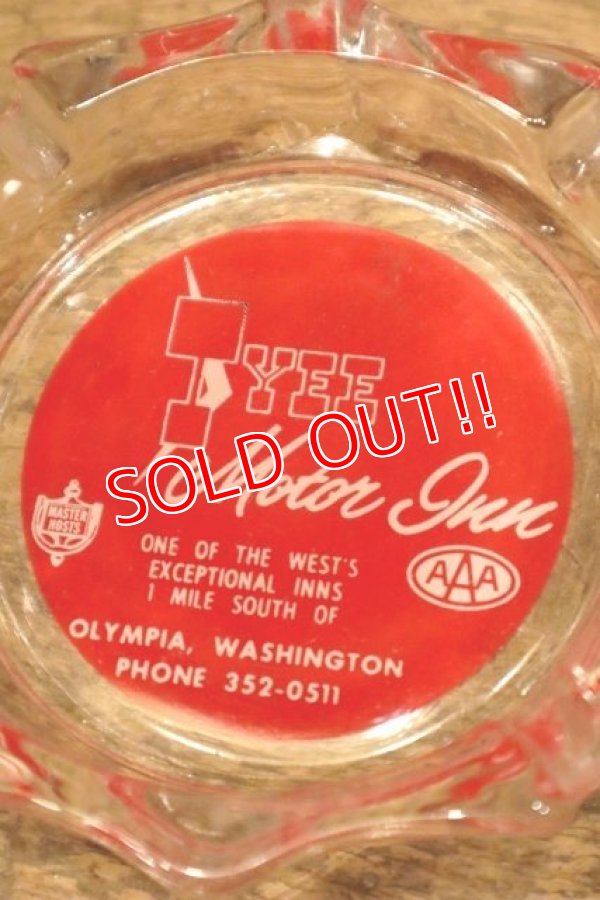 TYEE
Motor Inn
SOLD OUT!!
MASTER
HOSTS
AAA
ONE OF THE WEST'S
EXCEPTIONAL INNS
1 MILE SOUTH OF
OLYMPIA, WASHINGTON
PHONE 352-0511